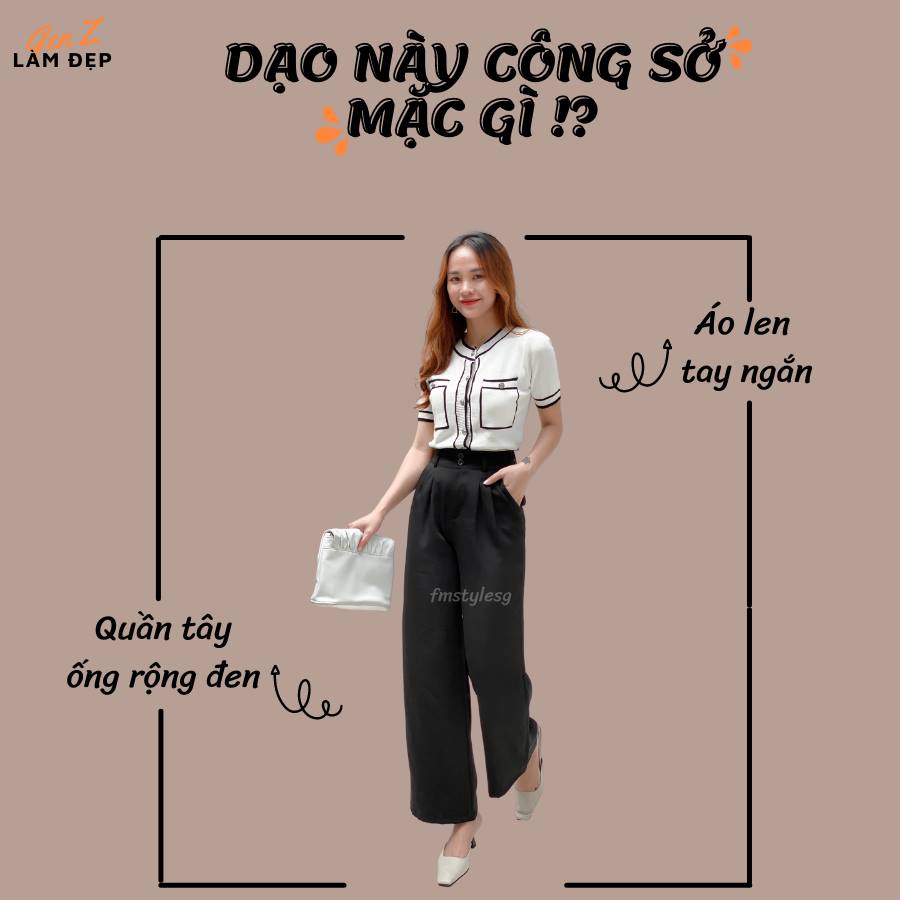 Gen Z
LÀM ĐẸP
DẠO NÀY CÔNG SỞ
MẶC GÌ !?
Áo len
tay ngắn
fmstylesg
Quần tây
ống rộng đen